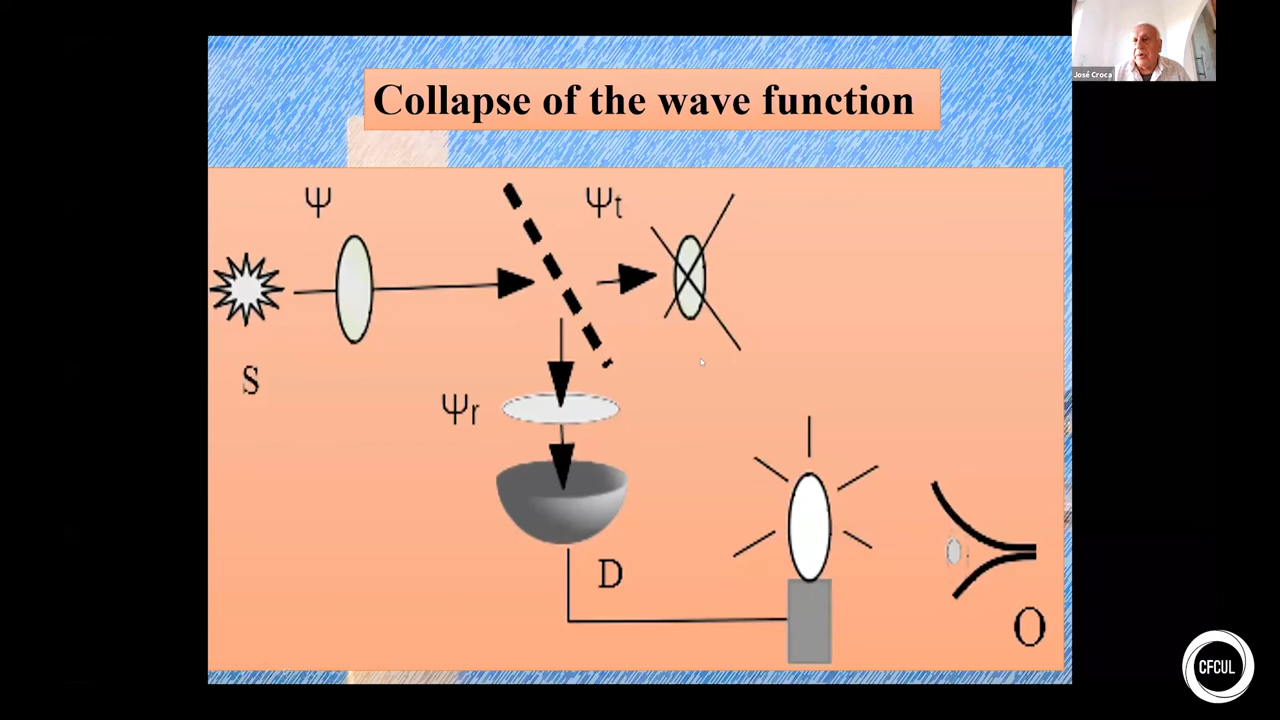 José Croca
Collapse of the wave function
Ψ
Ψt
S
Ψr
D
O
CFCUL